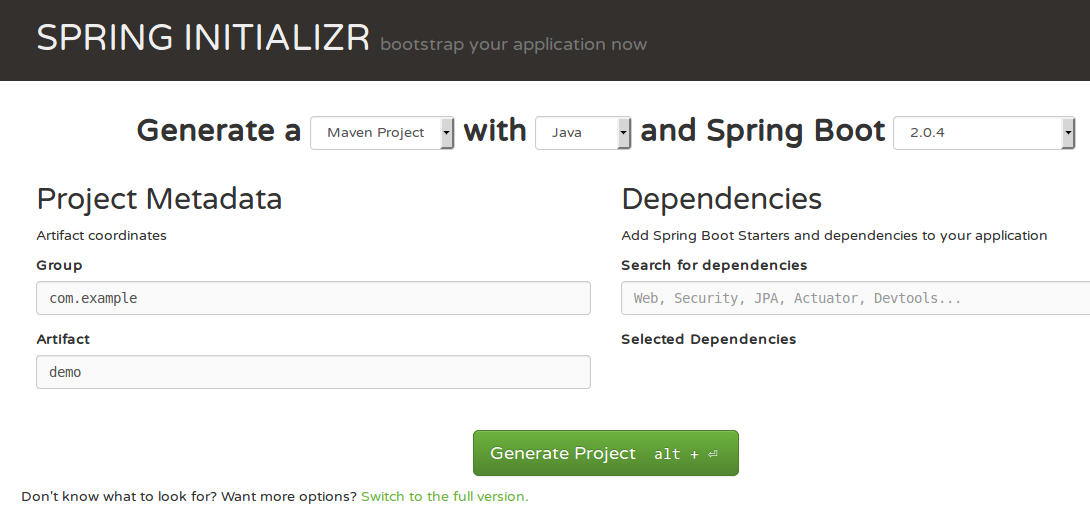 SPRING INITIALIZR bootstrap your application now
Generate a Maven Project with Java and Spring Boot 2.0.4
Project Metadata
Artifact coordinates
Group
com.example
Artifact
demo
Dependencies
Add Spring Boot Starters and dependencies to your application
Search for dependencies
Web, Security, JPA, Actuator, Devtools...
Selected Dependencies
Generate Project alt + ⏎
Don't know what to look for? Want more options? Switch to the full version.